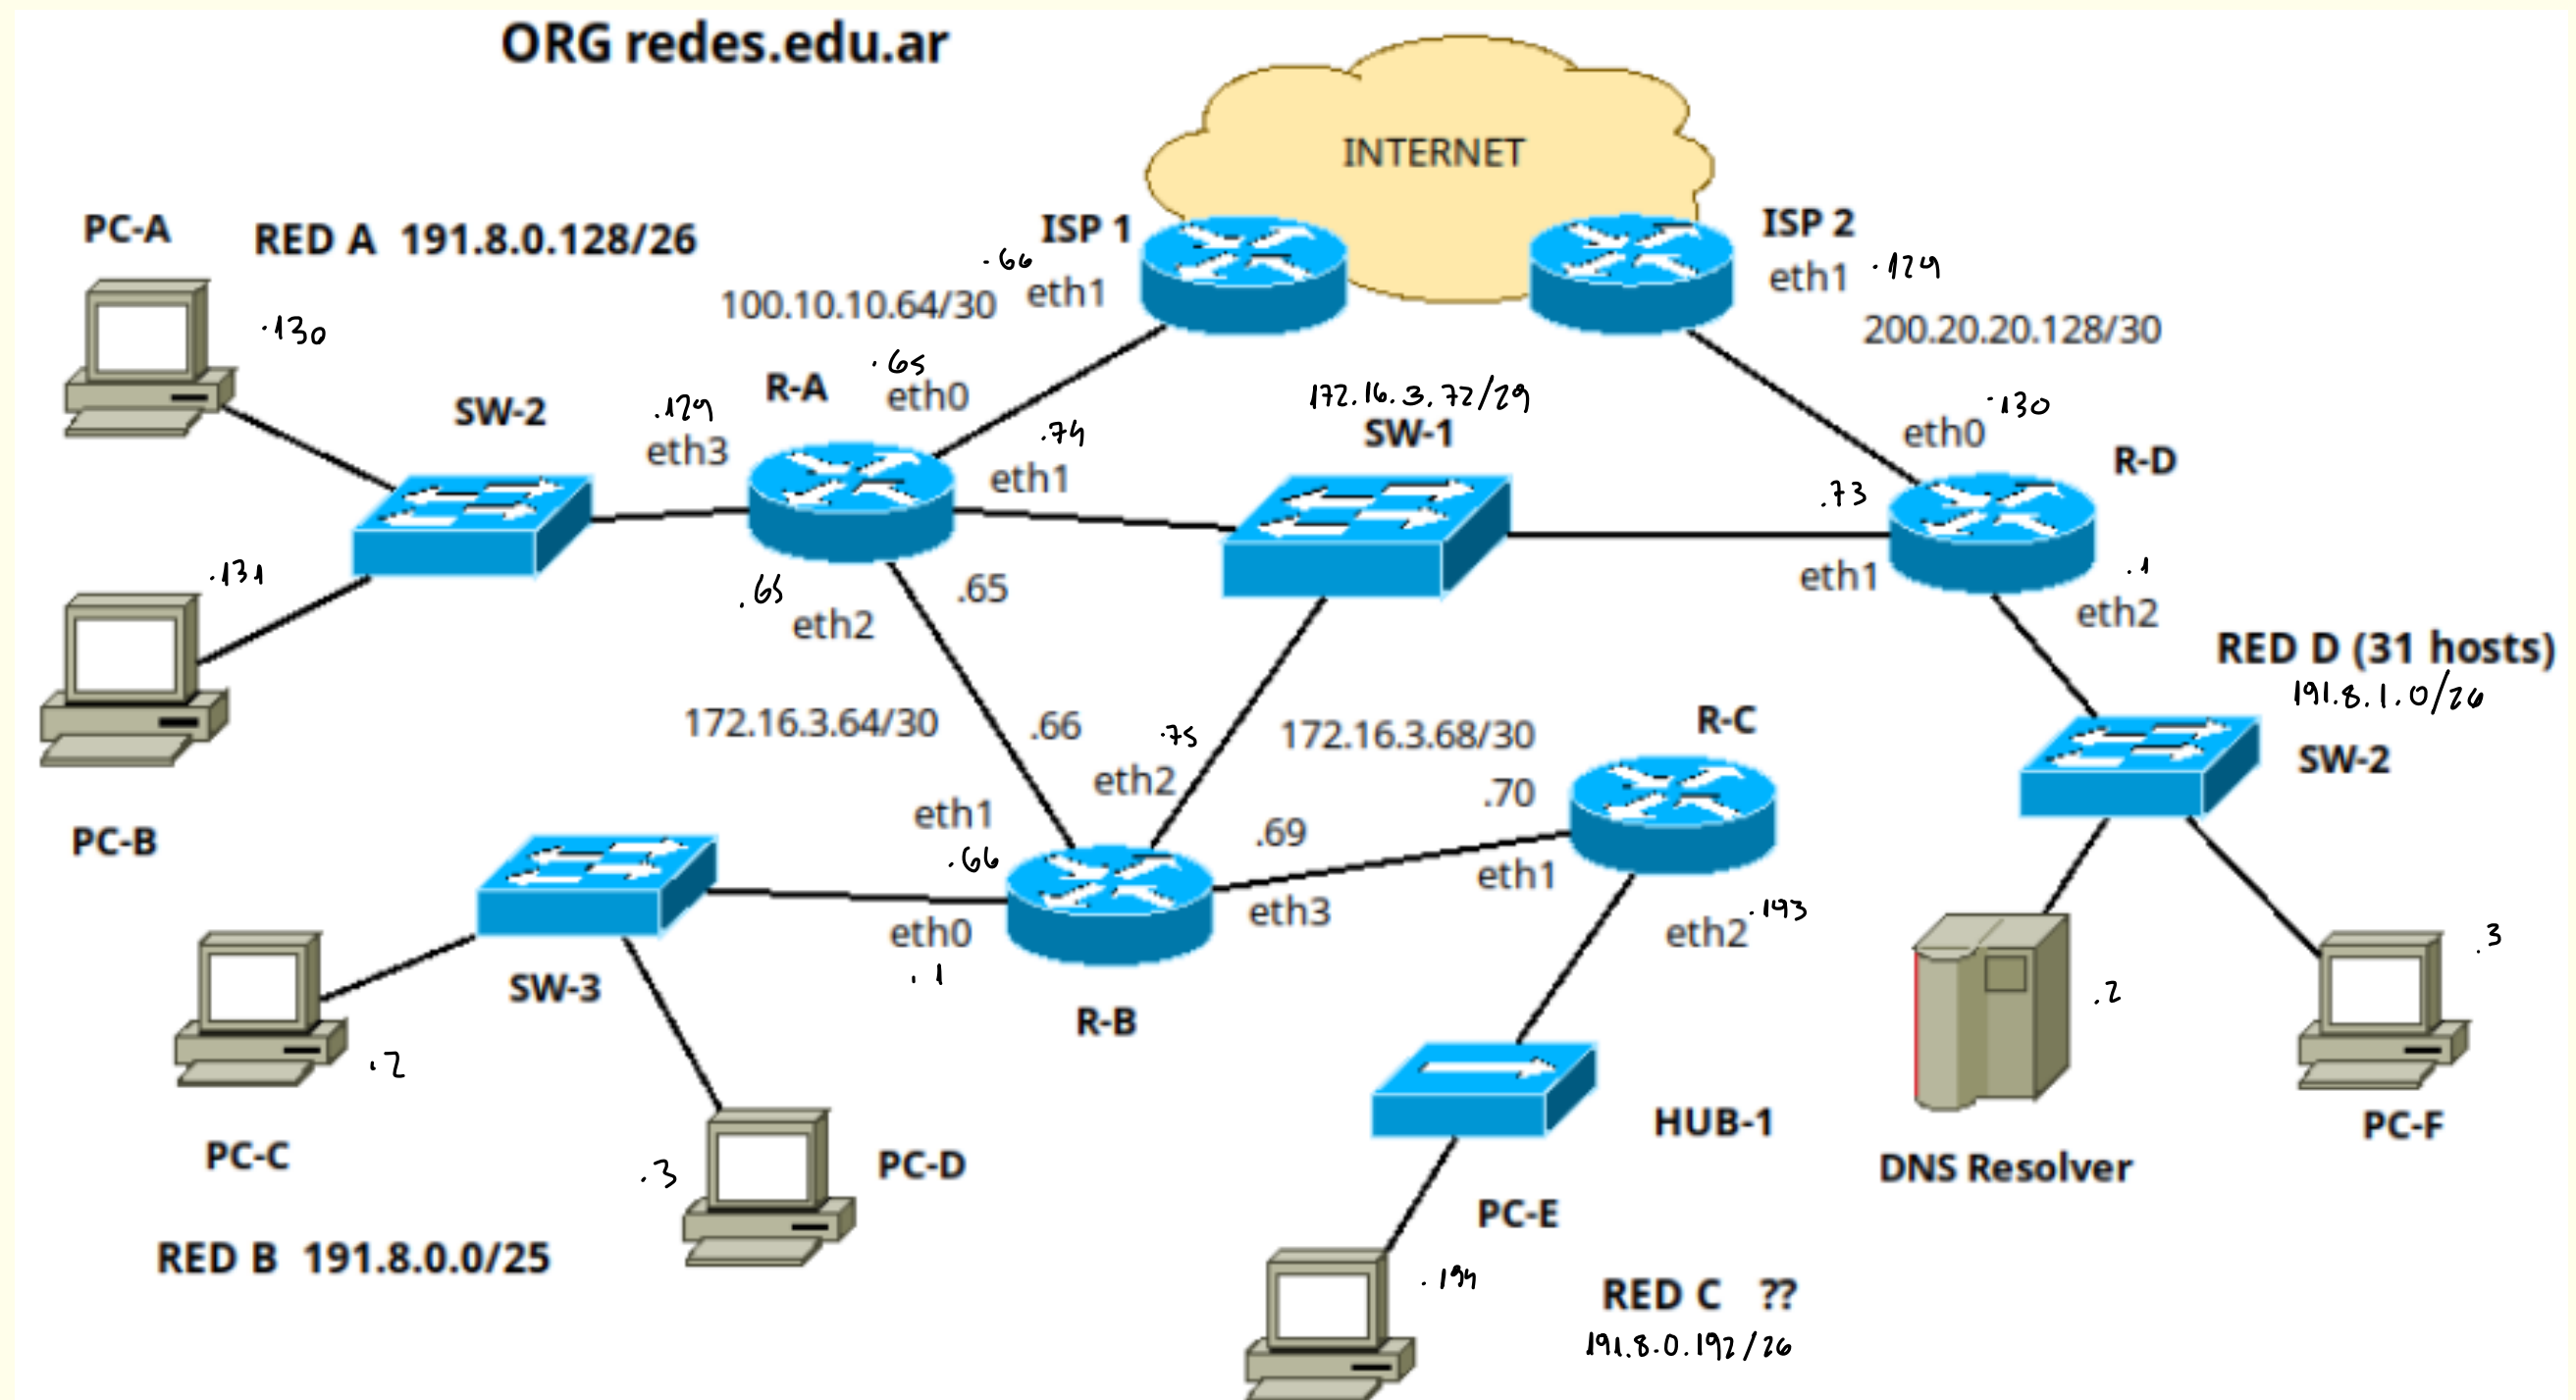 ORG redes.edu.ar
INTERNET
PC-A
RED A 191.8.0.128/26
.130
ISP 1
.66
eth1
100.10.10.64/30
ISP 2
eth1
.129
200.20.20.128/30
R-A
.65
eth0
SW-2
.129
eth3
.74
eth1
172.16.3.72/29
SW-1
eth0
.130
R-D
.73
eth1
.1
eth2
.131
.65
eth2
.65
RED D (31 hosts)
191.8.1.0/26
SW-2
172.16.3.64/30
.66
.75
eth2
172.16.3.68/30
R-C
.70
PC-B
eth1
.66
.69
eth1
eth0
.1
eth3
eth2
.193
SW-3
R-B
.2
PC-C
.3
PC-D
RED B 191.8.0.0/25
HUB-1
PC-E
.194
RED C ??
191.8.0.192/26
.2
DNS Resolver
.3
PC-F